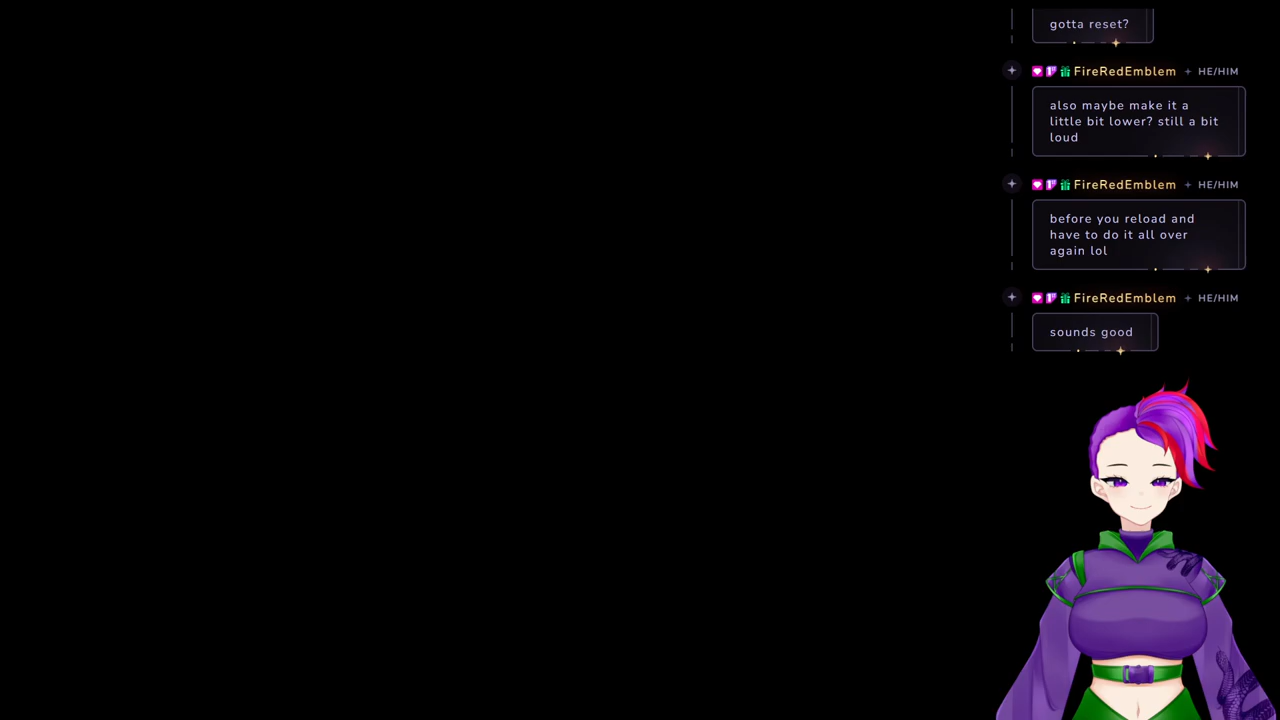 gotta reset?
FireRedEmblem HE/HIM
also maybe make it a
little bit lower? still a bit
loud
FireRedEmblem HE/HIM
before you reload and
have to do it all over
again lol
FireRedEmblem HE/HIM
sounds good